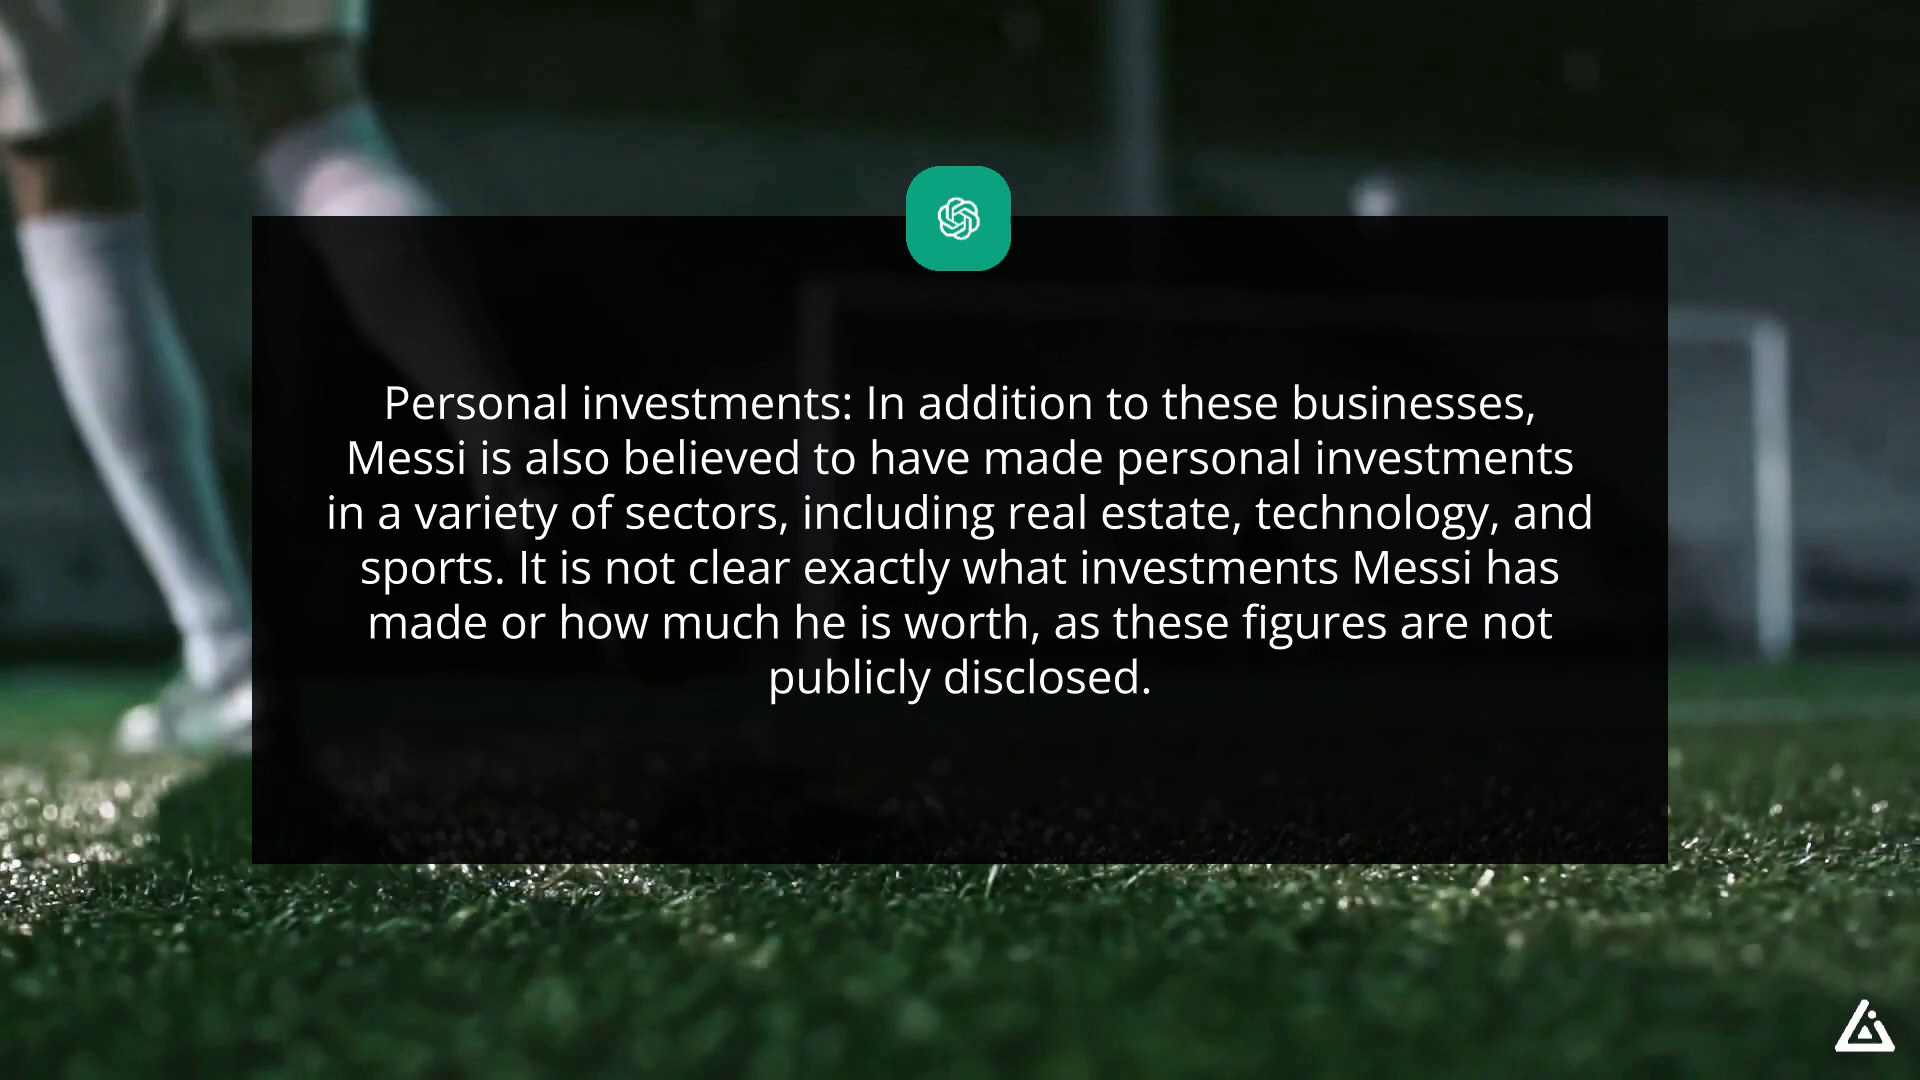 Personal investments: In addition to these businesses,
Messi is also believed to have made personal investments
in a variety of sectors, including real estate, technology, and
sports. It is not clear exactly what investments Messi has
made or how much he is worth, as these figures are not
publicly disclosed.